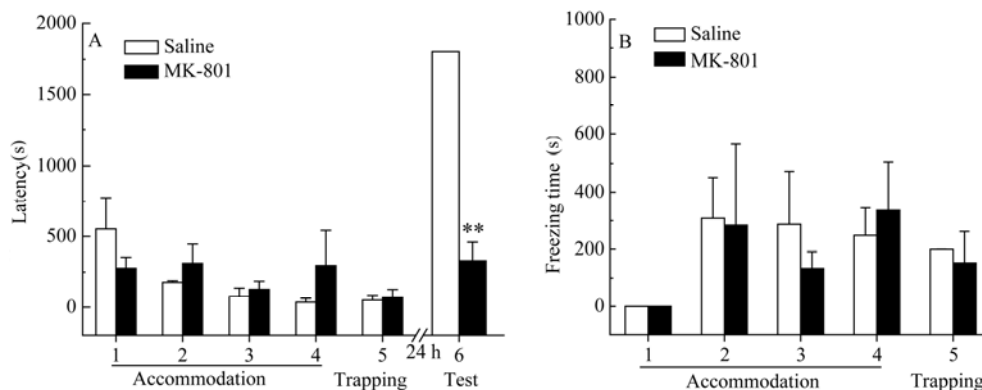 A
Saline
MK-801
Latency(s)
2000
1500
1000
500
0
1 2 3 4 5 24 h 6
Accommodation Trapping Test
**
B
Saline
MK-801
Freezing time (s)
1000
800
600
400
200
0
1 2 3 4 5
Accommodation Trapping